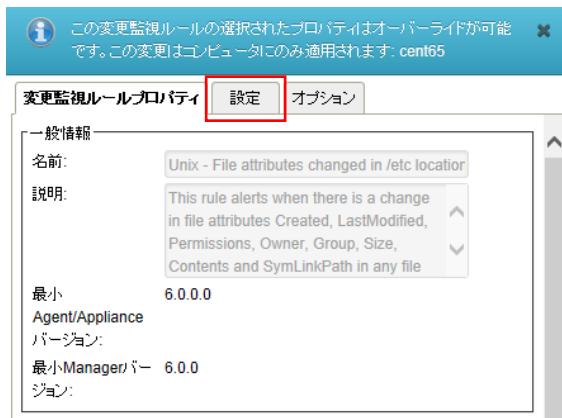 この変更監視ルールの選択されたプロパティはオーバーライドが可能
です。この変更はコンピュータにのみ適用されます: cent65
変更監視ルールプロパティ 設定 オプション
一般情報
名前: Unix - File attributes changed in /etc location
説明: This rule alerts when there is a change
in file attributes Created, LastModified,
Permissions, Owner, Group, Size,
Contents and SymLinkPath in any file
最小 6.0.0.0
Agent/Appliance
バージョン:
最小Managerバー 6.0.0
ジョン: